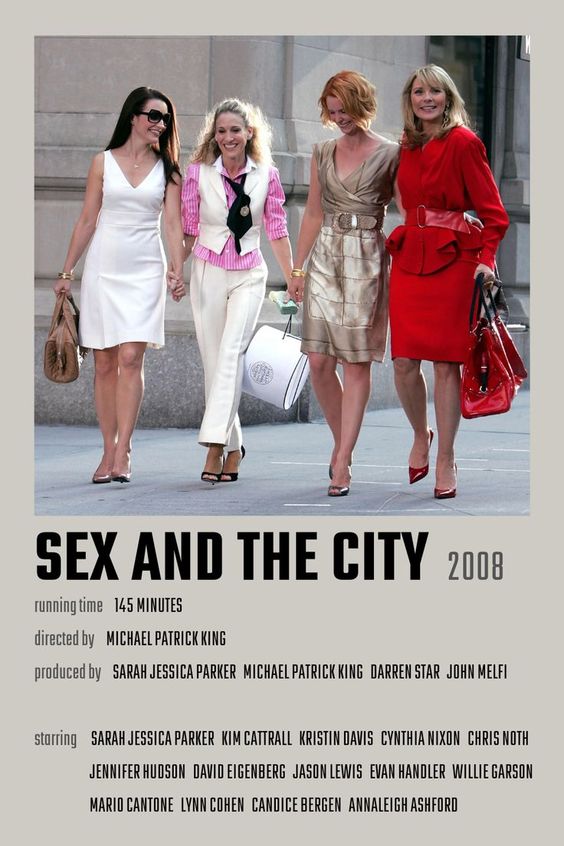 SEX AND THE CITY 2008
running time 145 MINUTES
directed by MICHAEL PATRICK KING
produced by SARAH JESSICA PARKER MICHAEL PATRICK KING DARREN STAR JOHN MELFI
starring SARAH JESSICA PARKER KIM CATTRALL KRISTIN DAVIS CYNTHIA NIXON CHRIS NOTH
JENNIFER HUDSON DAVID EIGENBERG JASON LEWIS EVAN HANDLER WILLIE GARSON
MARIO CANTONE LYNN COHEN CANDICE BERGEN ANNALEIGH ASHFORD